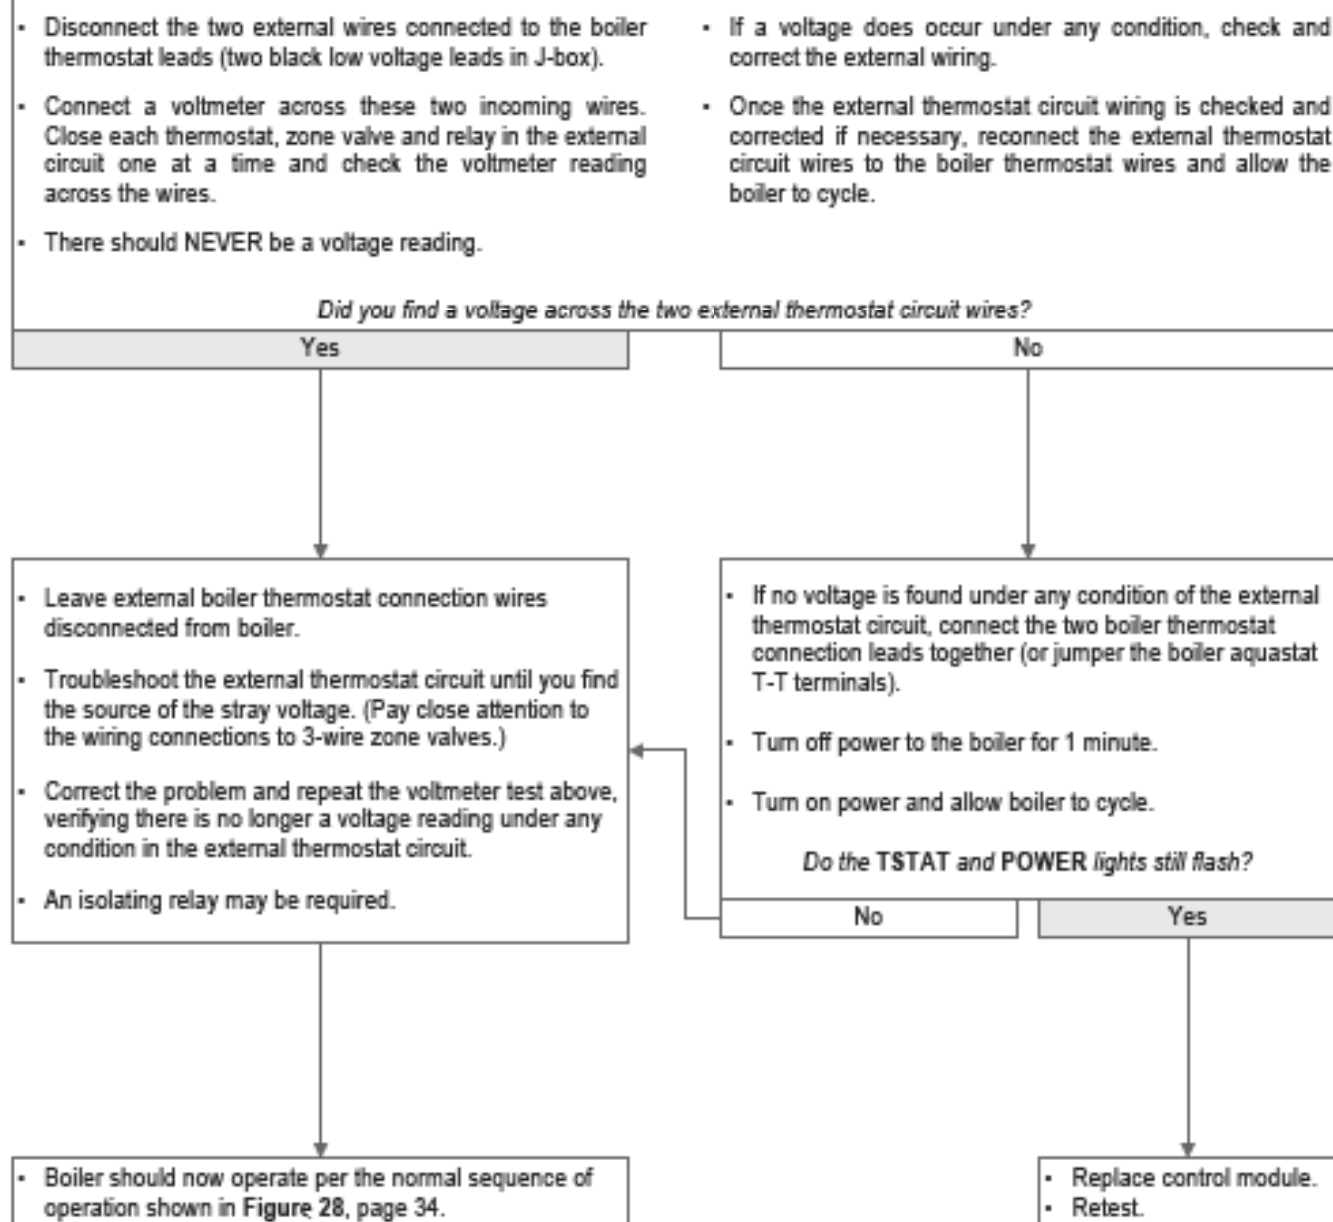 • Disconnect the two external wires connected to the boiler
thermostat leads (two black low voltage leads in J-box).
• Connect a voltmeter across these two incoming wires.
Close each thermostat, zone valve and relay in the external
circuit one at a time and check the voltmeter reading
across the wires.
• There should NEVER be a voltage reading.
• If a voltage does occur under any condition, check and
correct the external wiring.
• Once the external thermostat circuit wiring is checked and
corrected if necessary, reconnect the external thermostat
circuit wires to the boiler thermostat wires and allow the
boiler to cycle.
Did you find a voltage across the two external thermostat circuit wires?
Yes
No
• Leave external boiler thermostat connection wires
disconnected from boiler.
• Troubleshoot the external thermostat circuit until you find
the source of the stray voltage. (Pay close attention to
the wiring connections to 3-wire zone valves.)
• Correct the problem and repeat the voltmeter test above,
verifying there is no longer a voltage reading under any
condition in the external thermostat circuit.
• An isolating relay may be required.
• If no voltage is found under any condition of the external
thermostat circuit, connect the two boiler thermostat
connection leads together (or jumper the boiler aquastat
T-T terminals).
• Turn off power to the boiler for 1 minute.
• Turn on power and allow boiler to cycle.
Do the TSTAT and POWER lights still flash?
No
Yes
• Boiler should now operate per the normal sequence of
operation shown in Figure 28, page 34.
• Replace control module.
• Retest.